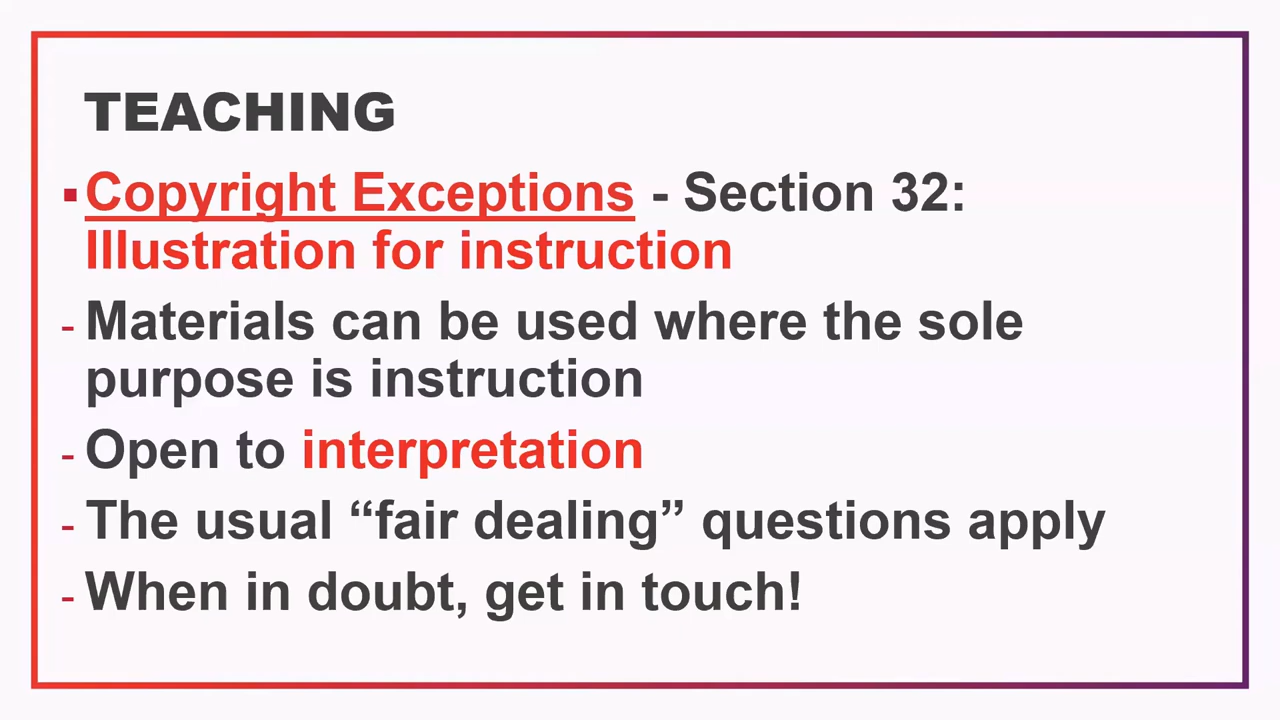 TEACHING
▪Copyright Exceptions - Section 32:
Illustration for instruction
- Materials can be used where the sole
purpose is instruction
- Open to interpretation
- The usual “fair dealing” questions apply
- When in doubt, get in touch!